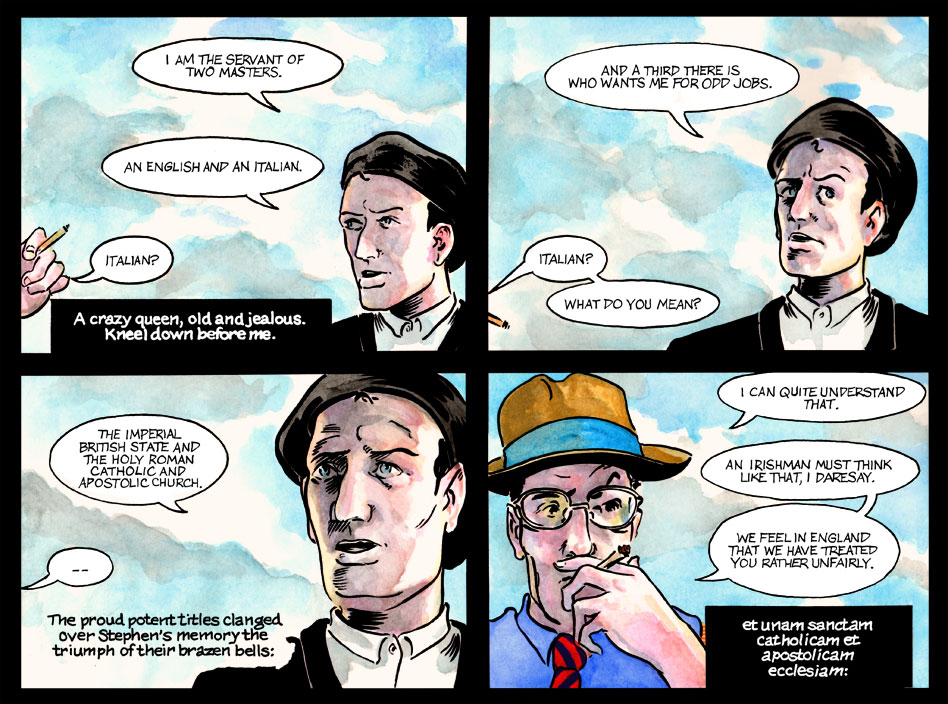 I AM THE SERVANT OF
TWO MASTERS.
AN ENGLISH AND AN ITALIAN.
ITALIAN?
A crazy queen, old and jealous.
Kneel down before me.
AND A THIRD THERE IS
WHO WANTS ME FOR ODD JOBS.
ITALIAN?
WHAT DO YOU MEAN?
THE IMPERIAL
BRITISH STATE AND
THE HOLY ROMAN
CATHOLIC AND
APOSTOLIC CHURCH.
--
The proud potent titles clanged
over Stephen's memory the
triumph of their brazen bells:
I CAN QUITE UNDERSTAND
THAT.
AN IRISHMAN MUST THINK
LIKE THAT, I DARESAY.
WE FEEL IN ENGLAND
THAT WE HAVE TREATED
YOU RATHER UNFAIRLY.
et unam sanctam
catholicam et
apostolicam
ecclesiam: